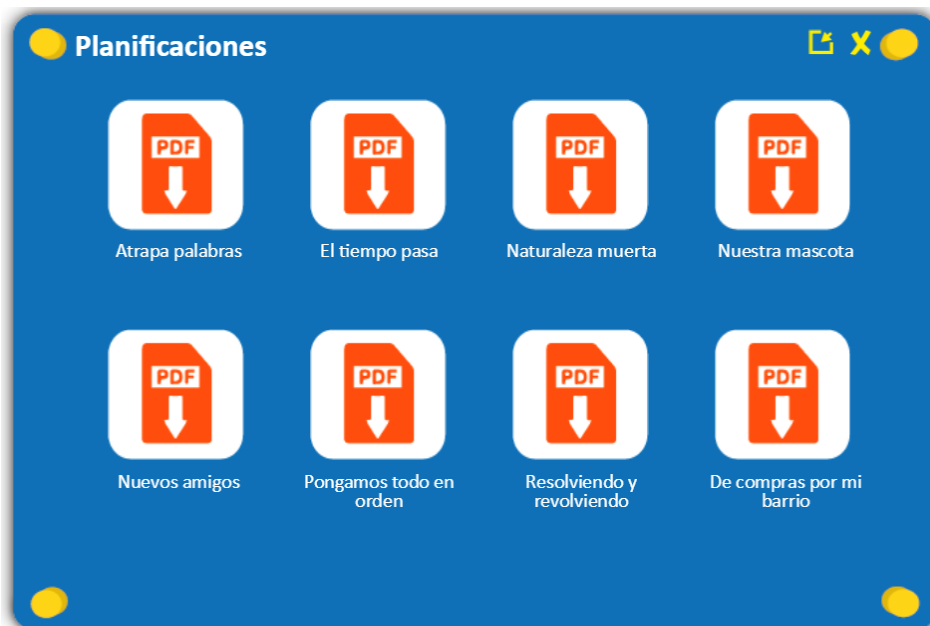 Planificaciones
PDF
PDF
PDF
PDF
Atrapa palabras
El tiempo pasa
Naturaleza muerta
Nuestra mascota
PDF
PDF
PDF
PDF
Nuevos amigos
Pongamos todo en
orden
Resolviendo y
revolviendo
De compras por mi
barrio